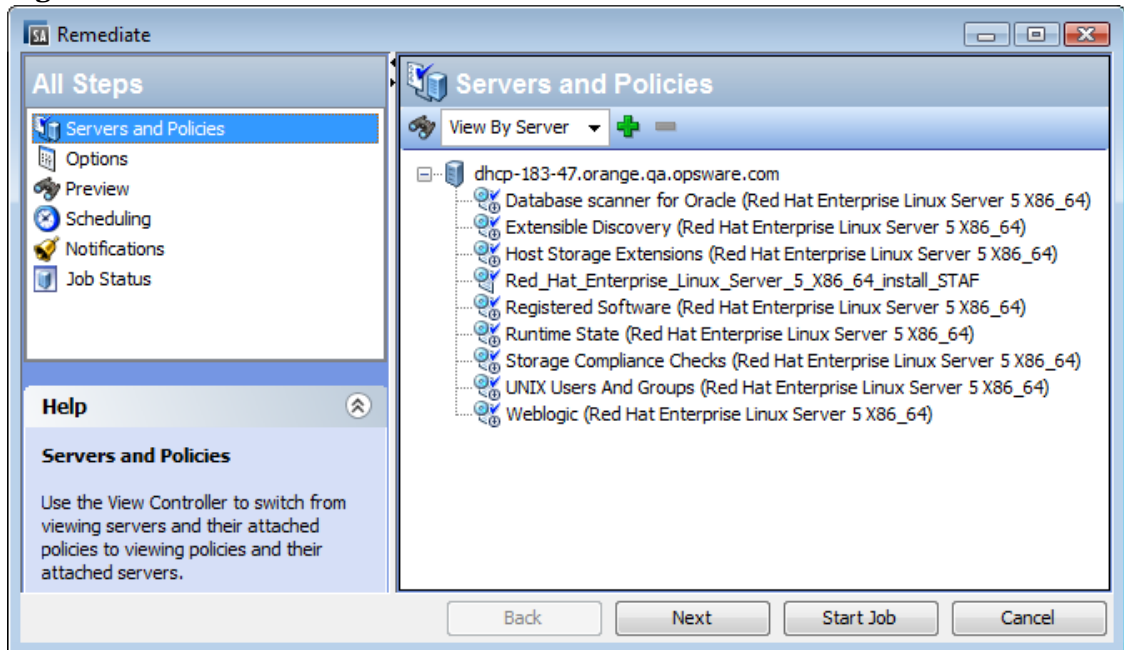 SA Remediate
All Steps
Servers and Policies
Options
Preview
Scheduling
Notifications
Job Status
Help
Servers and Policies
Use the View Controller to switch from
viewing servers and their attached
policies to viewing policies and their
attached servers.
Servers and Policies
View By Server
dhcp-183-47.orange.qa.opsware.com
Database scanner for Oracle (Red Hat Enterprise Linux Server 5 X86_64)
Extensible Discovery (Red Hat Enterprise Linux Server 5 X86_64)
Host Storage Extensions (Red Hat Enterprise Linux Server 5 X86_64)
Red_Hat_Enterprise_Linux_Server_5_X86_64_install_STAF
Registered Software (Red Hat Enterprise Linux Server 5 X86_64)
Runtime State (Red Hat Enterprise Linux Server 5 X86_64)
Storage Compliance Checks (Red Hat Enterprise Linux Server 5 X86_64)
UNIX Users And Groups (Red Hat Enterprise Linux Server 5 X86_64)
Weblogic (Red Hat Enterprise Linux Server 5 X86_64)
Back Next Start Job Cancel